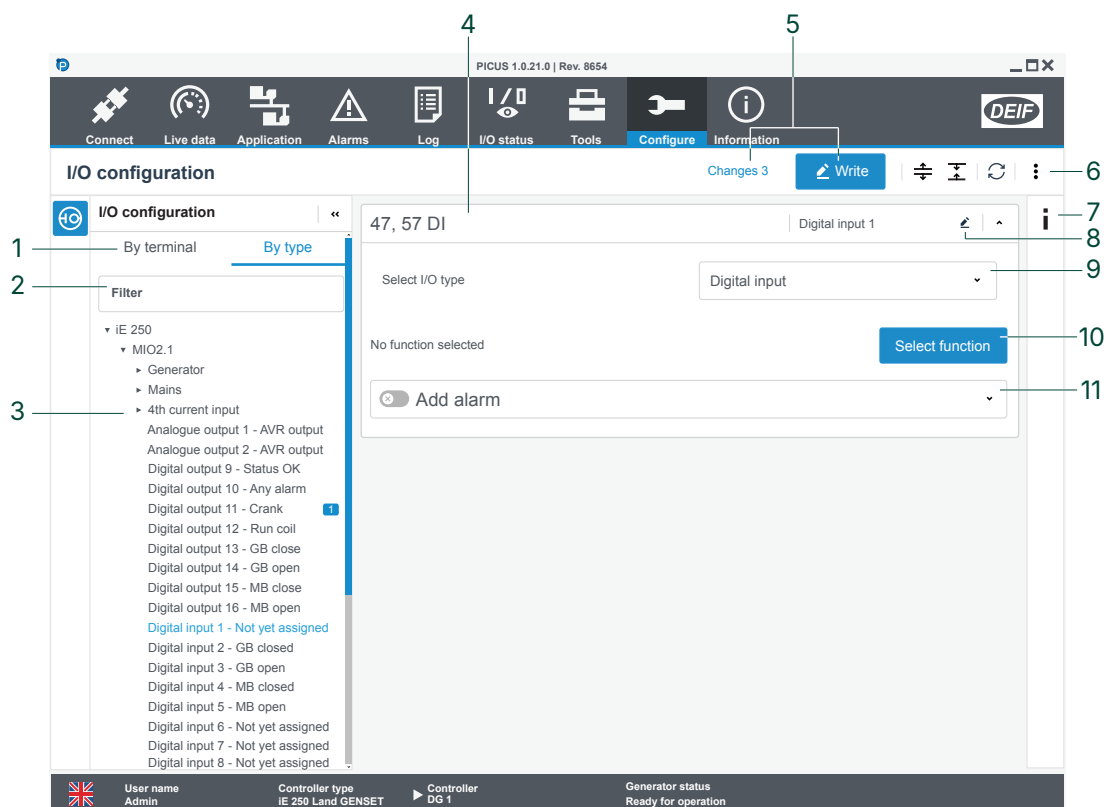 4
5
PICUS 1.0.21.0 | Rev. 8654
Connect
Live data
Application
Alarms
Log
I/O status
Tools
Configure
Information
DEIF
I/O configuration
Changes 3
Write
6
I/O configuration
«
47, 57 DI
Digital input 1
7
8
1
By terminal
By type
2
Filter
Select I/O type
Digital input
9
iE 250
MIO2.1
No function selected
Select function
10
Generator
Mains
3
4th current input
Add alarm
11
Analogue output 1 - AVR output
Analogue output 2 - AVR output
Digital output 9 - Status OK
Digital output 10 - Any alarm
Digital output 11 - Crank
1
Digital output 12 - Run coil
Digital output 13 - GB close
Digital output 14 - GB open
Digital output 15 - MB close
Digital output 16 - MB open
Digital input 1 - Not yet assigned
Digital input 2 - GB closed
Digital input 3 - GB open
Digital input 4 - MB closed
Digital input 5 - MB open
Digital input 6 - Not yet assigned
Digital input 7 - Not yet assigned
Digital input 8 - Not yet assigned
User name
Admin
Controller type
iE 250 Land GENSET
Controller
DG 1
Generator status
Ready for operation